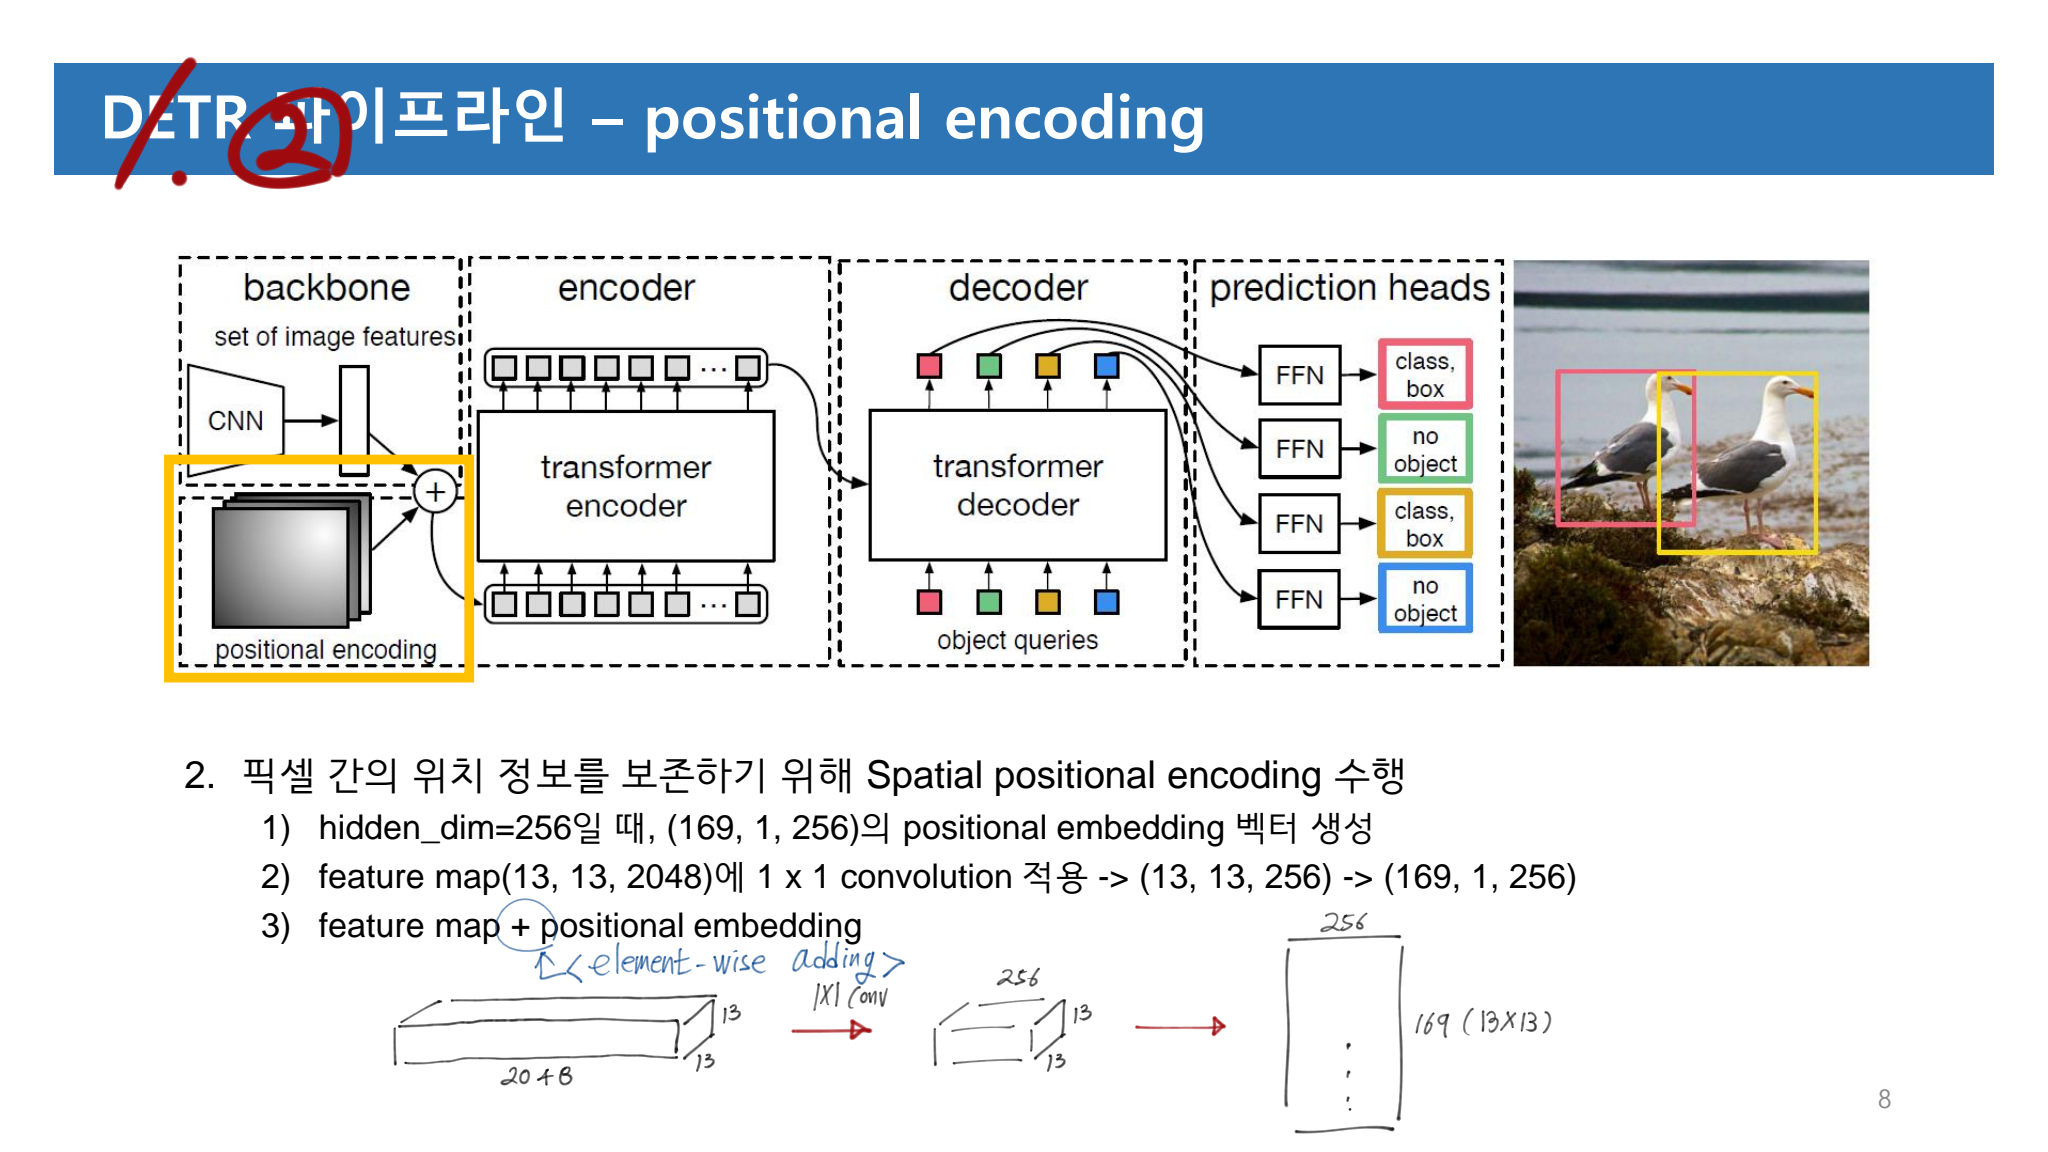 DETR 파이프라인 – positional encoding
/. ②
backbone
set of image features
CNN
+
positional encoding
encoder
...
transformer
encoder
...
decoder
transformer
decoder
object queries
prediction heads
FFN
class,
box
FFN
no
object
FFN
class,
box
FFN
no
object
2. 픽셀 간의 위치 정보를 보존하기 위해 Spatial positional encoding 수행
1) hidden_dim=256일 때, (169, 1, 256)의 positional embedding 벡터 생성
2) feature map(13, 13, 2048)에 1 x 1 convolution 적용 -> (13, 13, 256) -> (169, 1, 256)
3) feature map + positional embedding
<element-wise adding>
2048
13
13
1X1 Conv
256
13
13
256
169 (13X13)
8